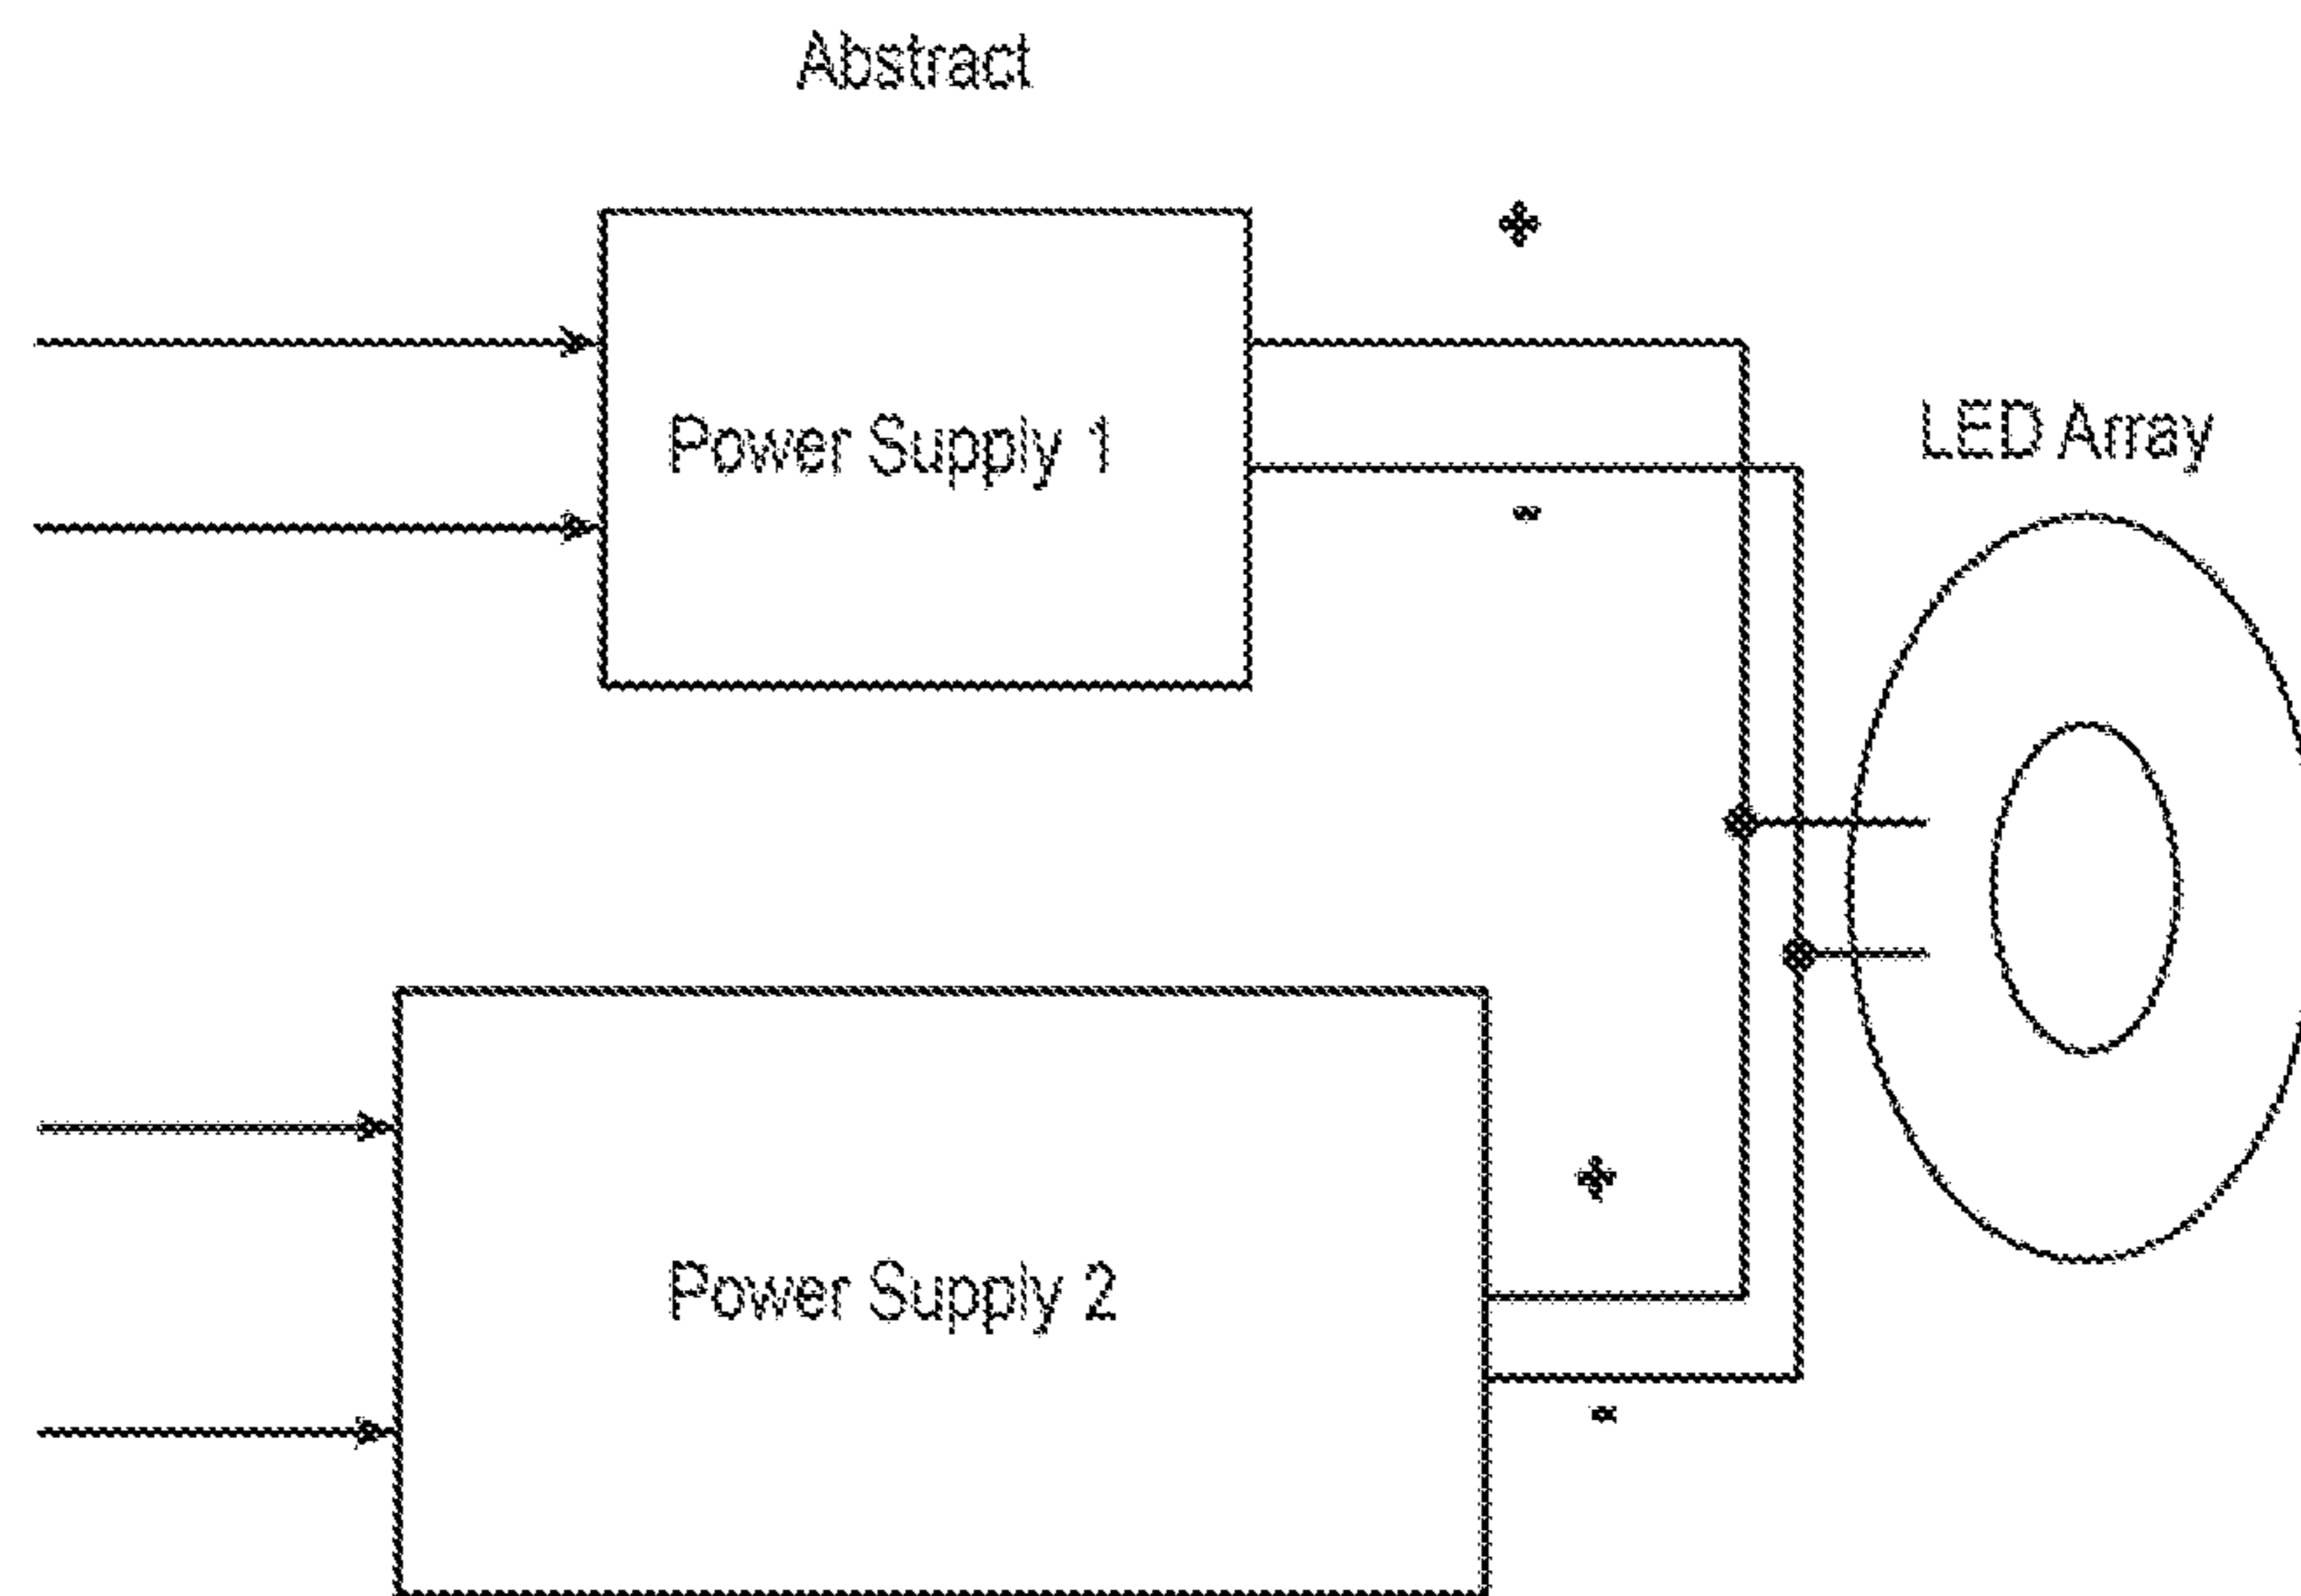 Abstract
+
Power Supply 1
LED Array
-
+
Power Supply 2
-